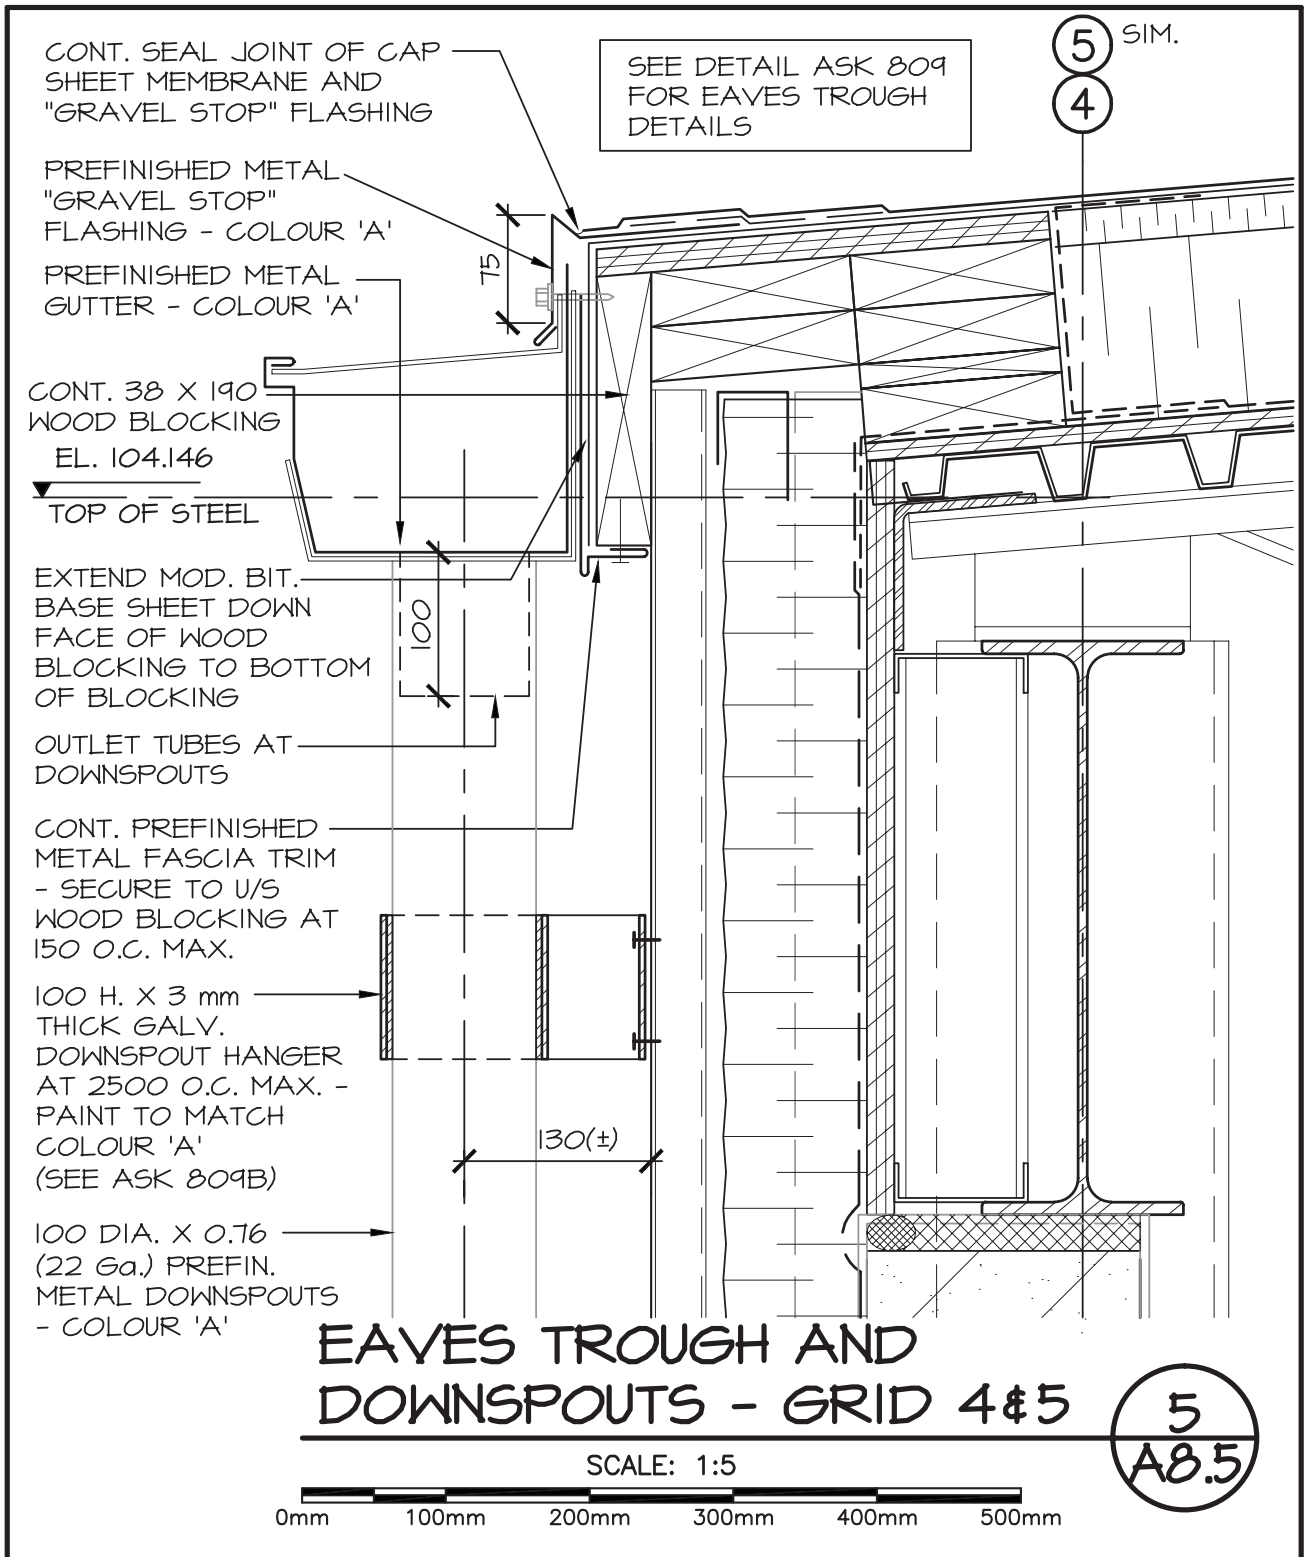 CONT. SEAL JOINT OF CAP
SHEET MEMBRANE AND
"GRAVEL STOP" FLASHING
SEE DETAIL ASK 809
FOR EAVES TROUGH
DETAILS
5
SIM.
4
PREFINISHED METAL
"GRAVEL STOP"
FLASHING - COLOUR 'A'
75
PREFINISHED METAL
GUTTER - COLOUR 'A'
CONT. 38 X 190
WOOD BLOCKING
EL. 104.146
TOP OF STEEL
EXTEND MOD. BIT.
BASE SHEET DOWN
FACE OF WOOD
BLOCKING TO BOTTOM
OF BLOCKING
100
OUTLET TUBES AT
DOWNSPOUTS
CONT. PREFINISHED
METAL FASCIA TRIM
- SECURE TO U/S
WOOD BLOCKING AT
150 O.C. MAX.
100 H. X 3 mm
THICK GALV.
DOWNSPOUT HANGER
AT 2500 O.C. MAX. -
PAINT TO MATCH
COLOUR 'A'
(SEE ASK 809B)
130(±)
100 DIA. X 0.76
(22 Ga.) PREFIN.
METAL DOWNSPOUTS
- COLOUR 'A'
EAVES TROUGH AND
DOWNSPOUTS - GRID 4&5
5
A8.5
SCALE: 1:5
0mm 100mm 200mm 300mm 400mm 500mm